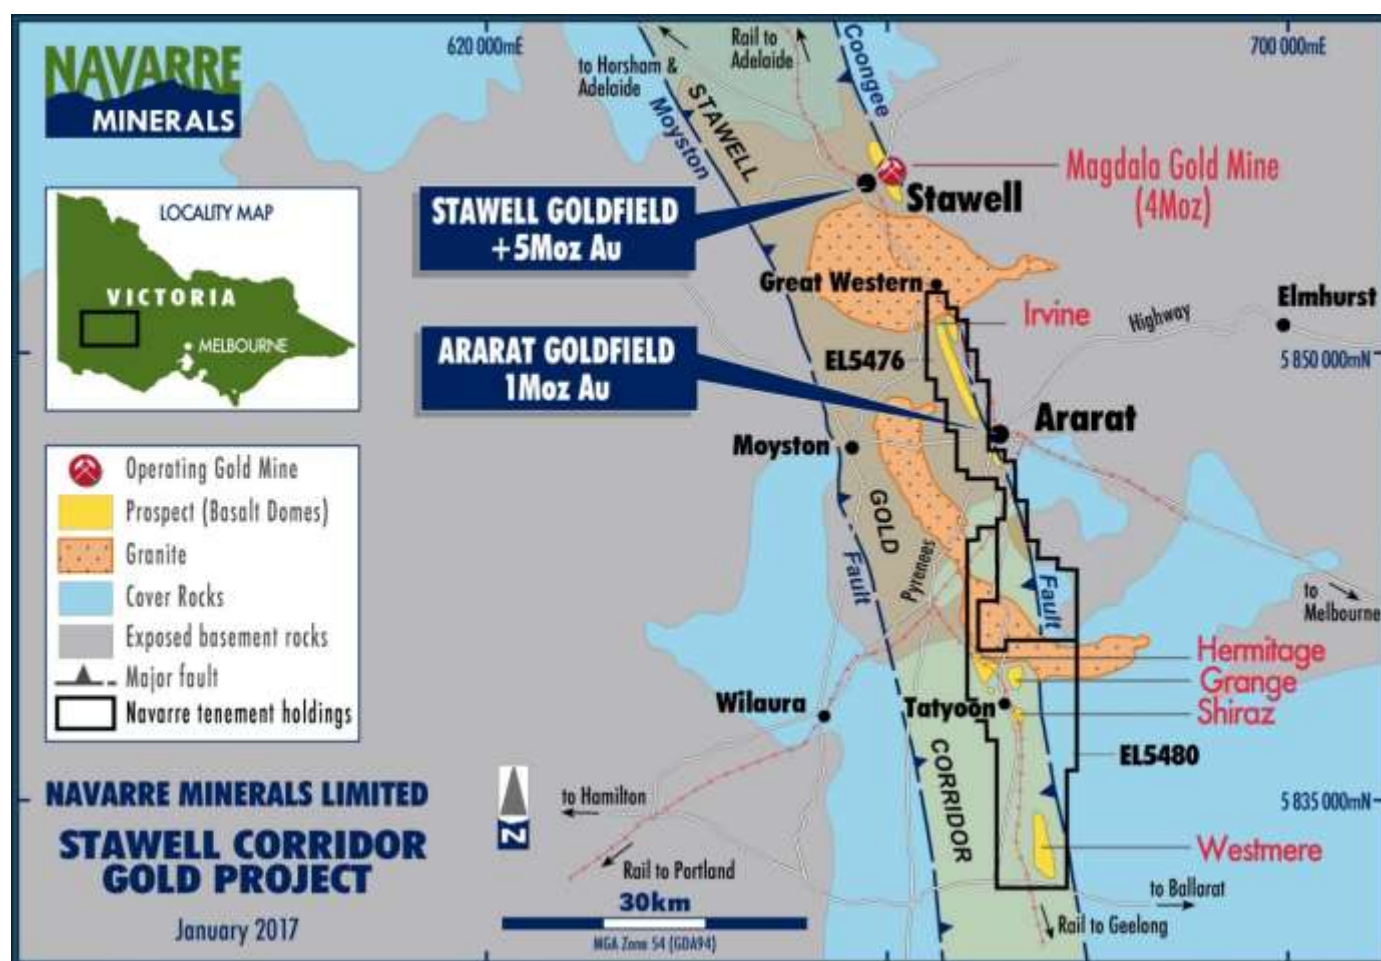 NAVARRE
MINERALS
620 000mE
700 000mE
to Horsham &
Adelaide
Rail to
Adelaide
Coongee
Moyston
STAWELL
Magdala Gold Mine
(4Moz)
Stawell
STAWELL GOLDFIELD
+5Moz Au
LOCALITY MAP
VICTORIA
MELBOURNE
Great Western
Irvine
Highway
Elmhurst
5 850 000mN
EL5476
ARARAT GOLDFIELD
1Moz Au
Ararat
Moyston
GOLD
Fault
Pyrenees
Fault
to
Melbourne
Operating Gold Mine
Prospect (Basalt Domes)
Granite
Cover Rocks
Exposed basement rocks
Major fault
Navarre tenement holdings
Hermitage
Grange
Shiraz
Wilaura
Tatyoon
EL5480
CORRIDOR
5 835 000mN
NAVARRE MINERALS LIMITED
STAWELL CORRIDOR
GOLD PROJECT
January 2017
N
to Hamilton
Rail to Portland
30km
MGA Zone 54 (GDA94)
Westmere
to Ballarat
Rail to Geelong